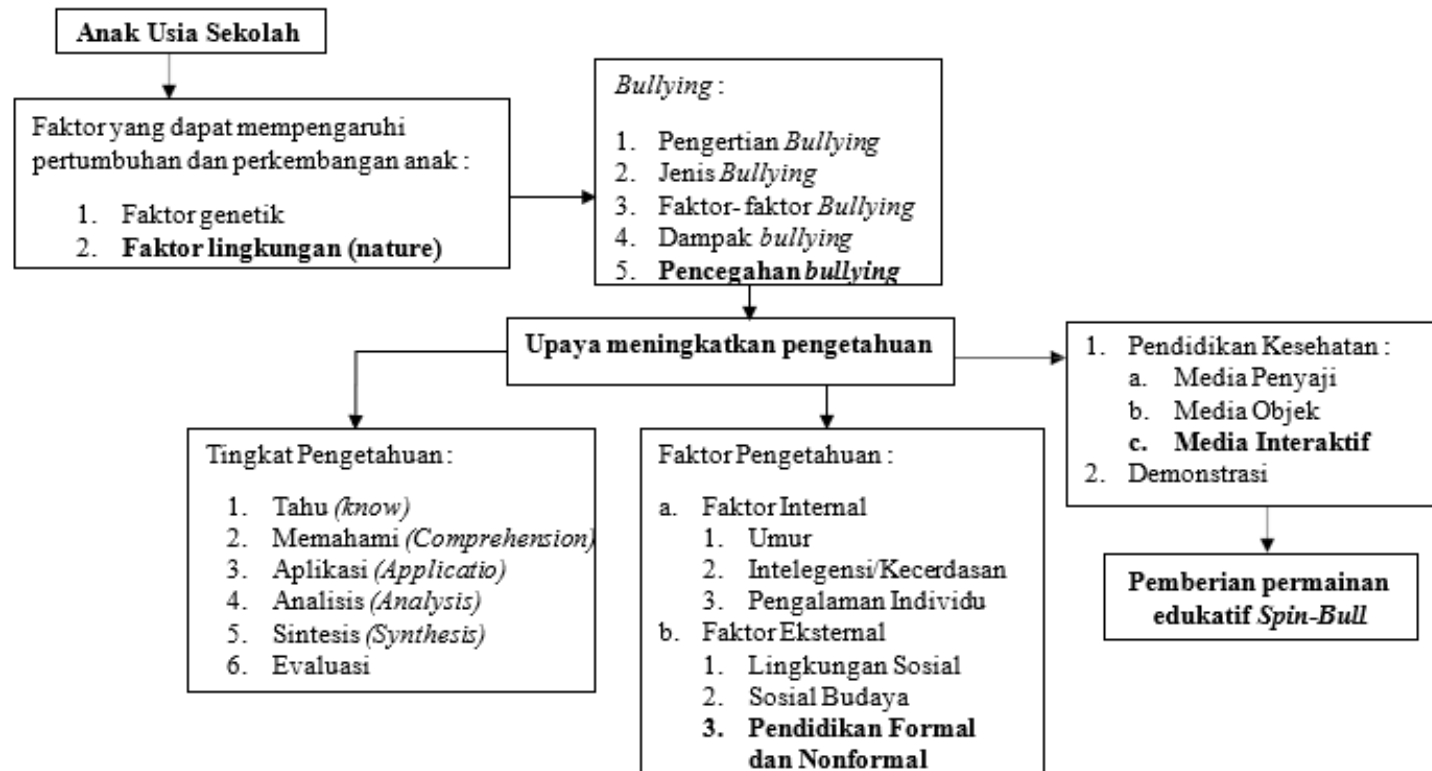 Anak Usia Sekolah
Faktor yang dapat mempengaruhi
pertumbuhan dan perkembangan anak :
1. Faktor genetik
2. Faktor lingkungan (nature)
Bullying :
1. Pengertian Bullying
2. Jenis Bullying
3. Faktor- faktor Bullying
4. Dampak bullying
5. Pencegahan bullying
Upaya meningkatkan pengetahuan
Tingkat Pengetahuan :
1. Tahu (know)
2. Memahami (Comprehension)
3. Aplikasi (Applicatio)
4. Analisis (Analysis)
5. Sintesis (Synthesis)
6. Evaluasi
Faktor Pengetahuan :
a. Faktor Internal
1. Umur
2. Intelegensi/Kecerdasan
3. Pengalaman Individu
b. Faktor Eksternal
1. Lingkungan Sosial
2. Sosial Budaya
3. Pendidikan Formal
dan Nonformal
1. Pendidikan Kesehatan :
a. Media Penyaji
b. Media Objek
c. Media Interaktif
2. Demonstrasi
Pemberian permainan
edukatif Spin-Bull